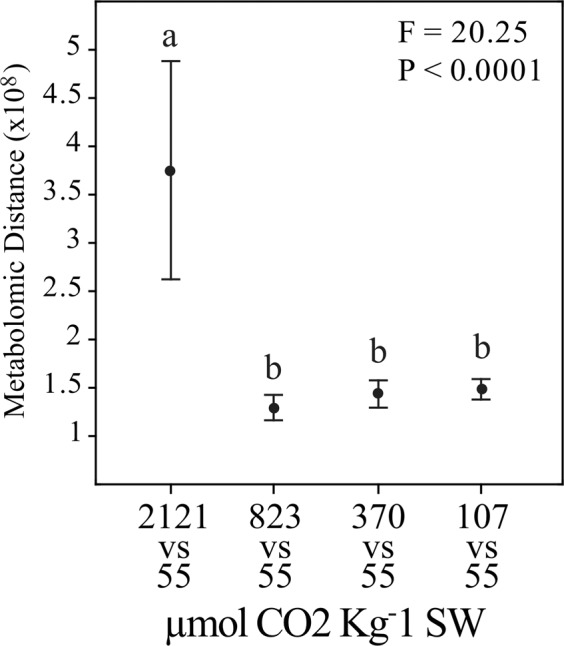 F = 20.25
P < 0.0001
Metabolomic Distance (x10⁸)
5
4.5
4
3.5
3
2.5
2
1.5
1
a
b
b
b
2121 vs 55
823 vs 55
370 vs 55
107 vs 55
µmol CO2 Kg⁻1 SW